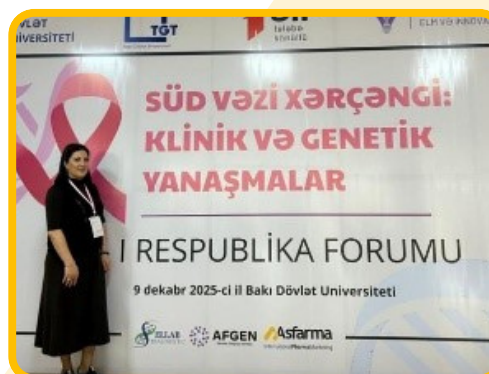 DÖVLƏT
UNİVERSİTETİ
TGT
tələbə
ELM VƏ İNNOVA
SÜD VƏZİ XƏRÇƏNGİ:
KLİNİK VƏ GENETİK
YANAŞMALAR
I RESPUBLİKA FORUMU
9 dekabr 2025-ci il Bakı Dövlət Universiteti
AFGEN
Asfarma